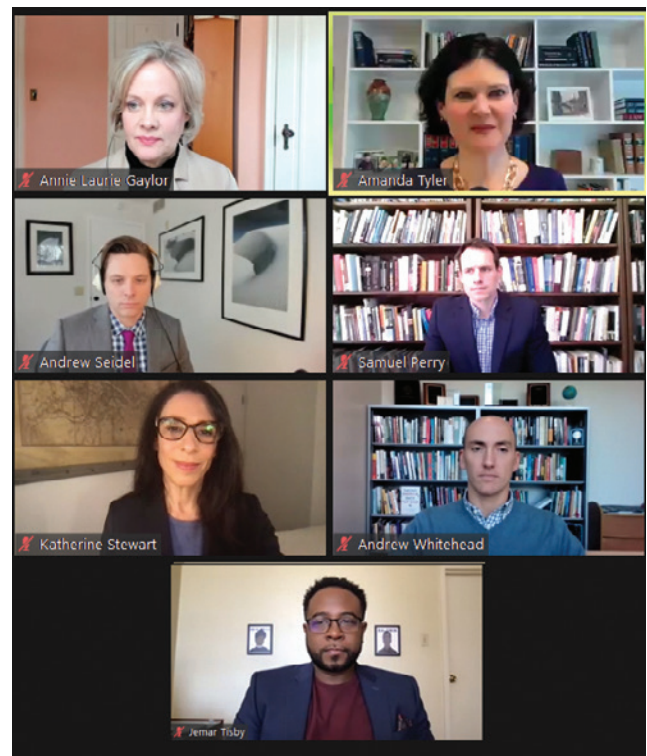 Annie Laurie Gaylor
Amanda Tyler
Andrew Seidel
Samuel Perry
Katherine Stewart
Andrew Whitehead
Jemar Tisby